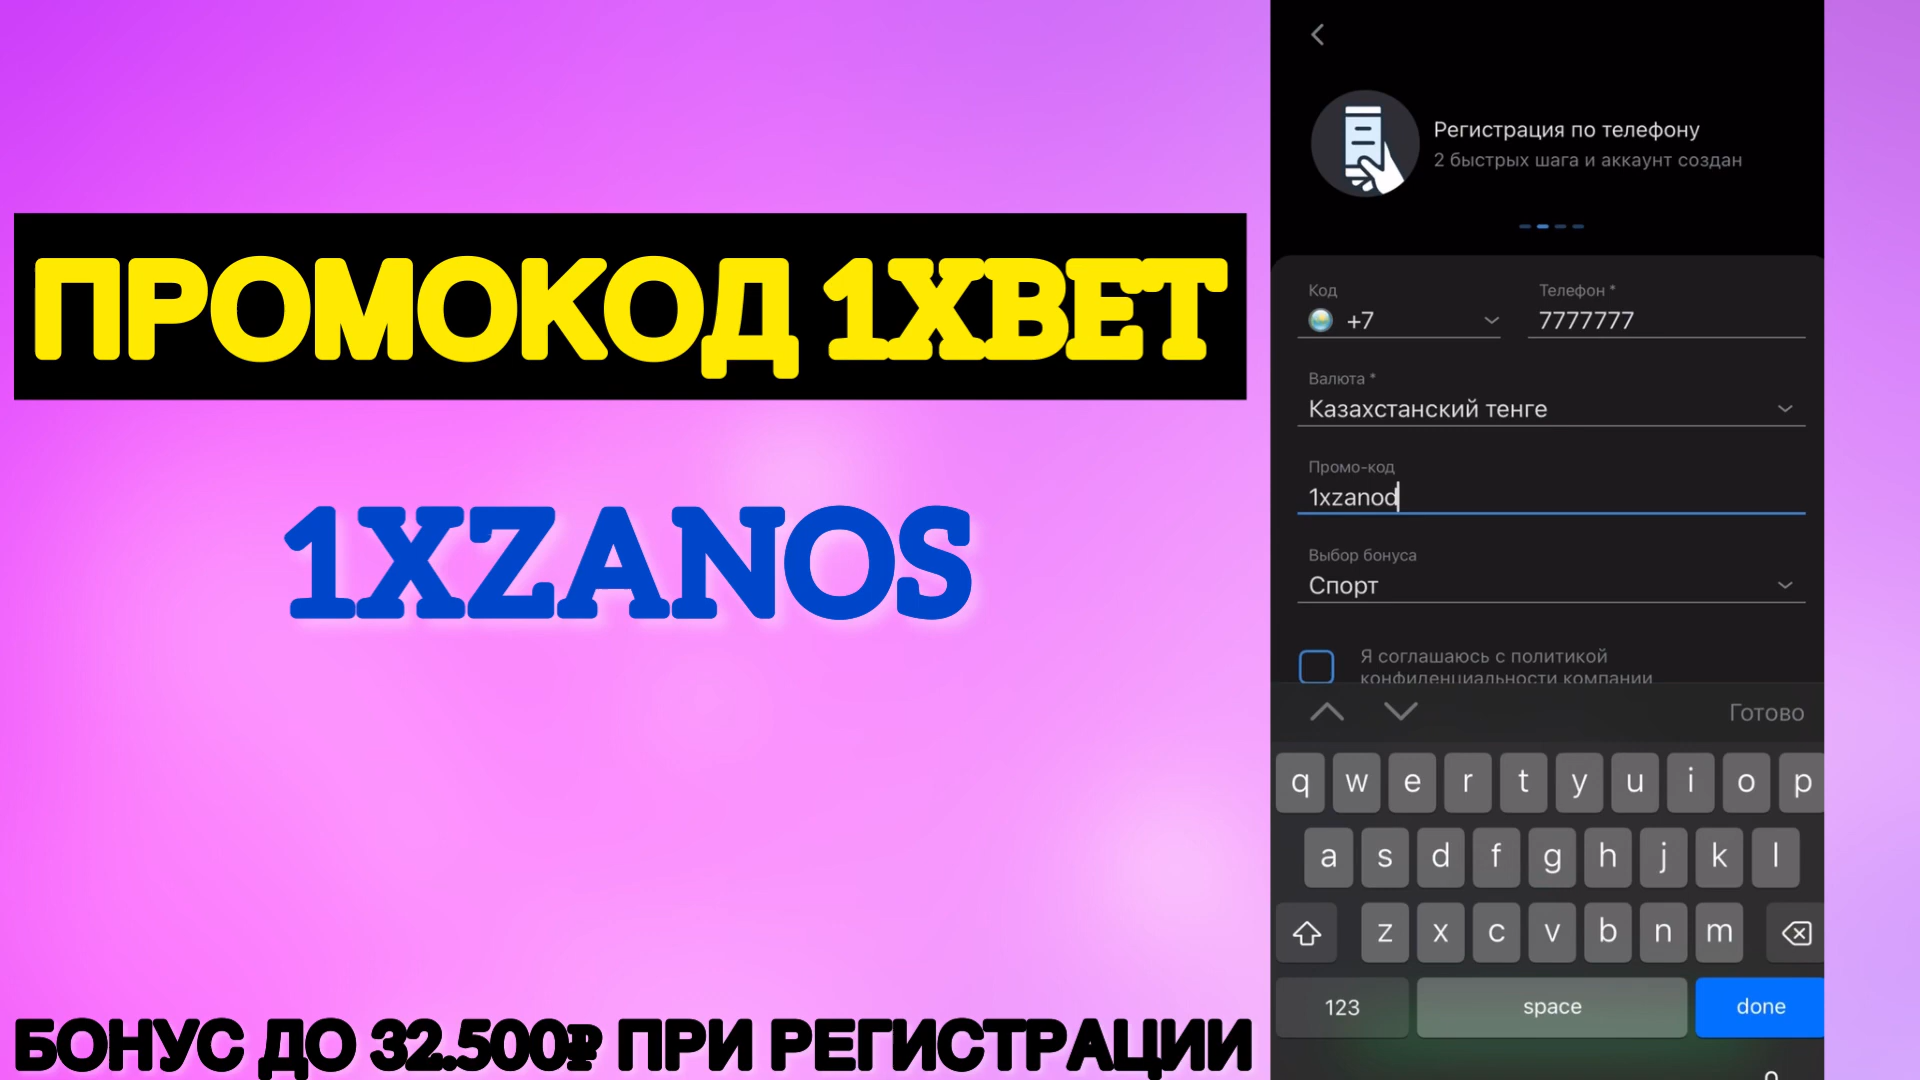 ПРОМОКОД 1XBET
1XZANOS
БОНУС ДО 32.500₽ ПРИ РЕГИСТРАЦИИ
Регистрация по телефону
2 быстрых шага и аккаунт создан
Код
Телефон *
+7
7777777
Валюта *
Казахстанский тенге
Промо-код
1xzanod
Выбор бонуса
Спорт
Я соглашаюсь с политикой
конфиденциальности компании
Готово
q w e r t y u i o p
a s d f g h j k l
z x c v b n m
123 space done